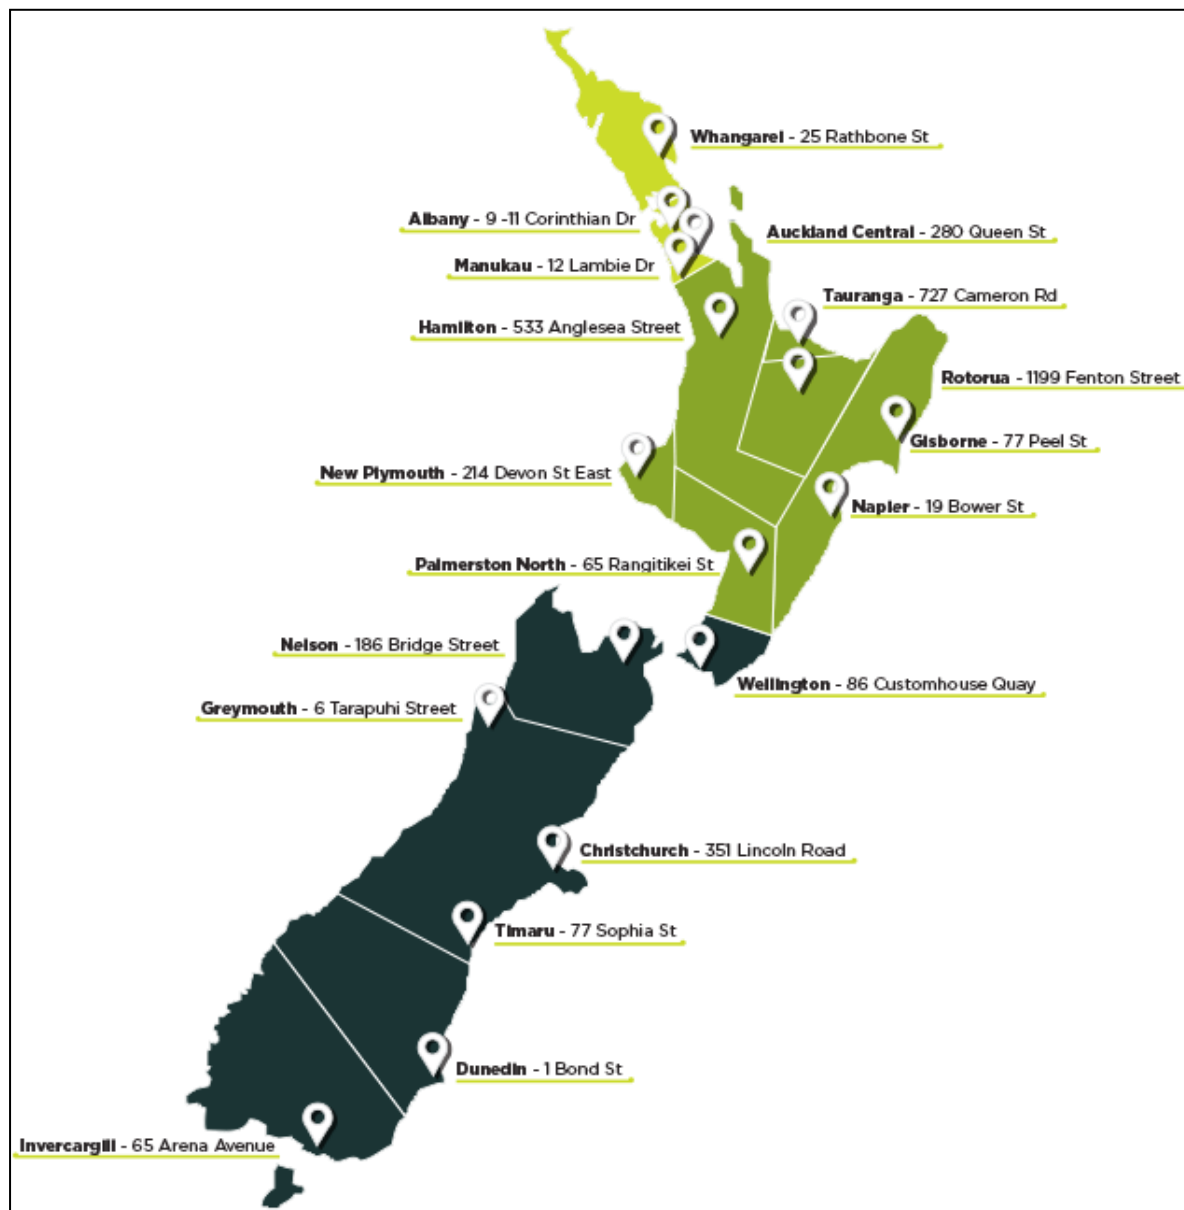 Whangarei - 25 Rathbone St
Albany - 9 -11 Corinthian Dr
Auckland Central - 280 Queen St
Manukau - 12 Lambie Dr
Tauranga - 727 Cameron Rd
Hamilton - 533 Anglesea Street
Rotorua - 1199 Fenton Street
Gisborne - 77 Peel St
New Plymouth - 214 Devon St East
Napier - 19 Bower St
Palmerston North - 65 Rangitikei St
Nelson - 186 Bridge Street
Wellington - 86 Customhouse Quay
Greymouth - 6 Tarapuhi Street
Christchurch - 351 Lincoln Road
Timaru - 77 Sophia St
Dunedin - 1 Bond St
Invercargill - 65 Arena Avenue